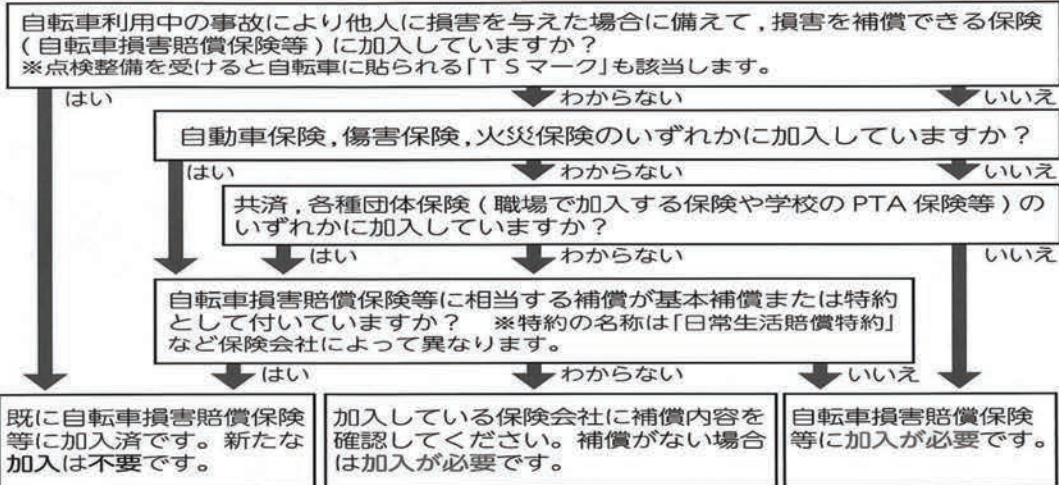 自転車利用中の事故により他人に損害を与えた場合に備えて，損害を補償できる保険
（自転車損害賠償保険等）に加入していますか？
※点検整備を受けると自転車に貼られる「TSマーク」も該当します。
はい
わからない
いいえ
自動車保険，傷害保険，火災保険のいずれかに加入していますか？
はい
わからない
いいえ
共済，各種団体保険（職場で加入する保険や学校のPTA保険等）の
いずれかに加入していますか？
はい
わからない
いいえ
自転車損害賠償保険等に相当する補償が基本補償または特約
として付いていますか？　※特約の名称は「日常生活賠償特約」
など保険会社によって異なります。
はい
わからない
いいえ
既に自転車損害賠償保険
等に加入済です。新たな
加入は不要です。
加入している保険会社に補償内容を
確認してください。補償がない場合
は加入が必要です。
自転車損害賠償保険
等に加入が必要です。